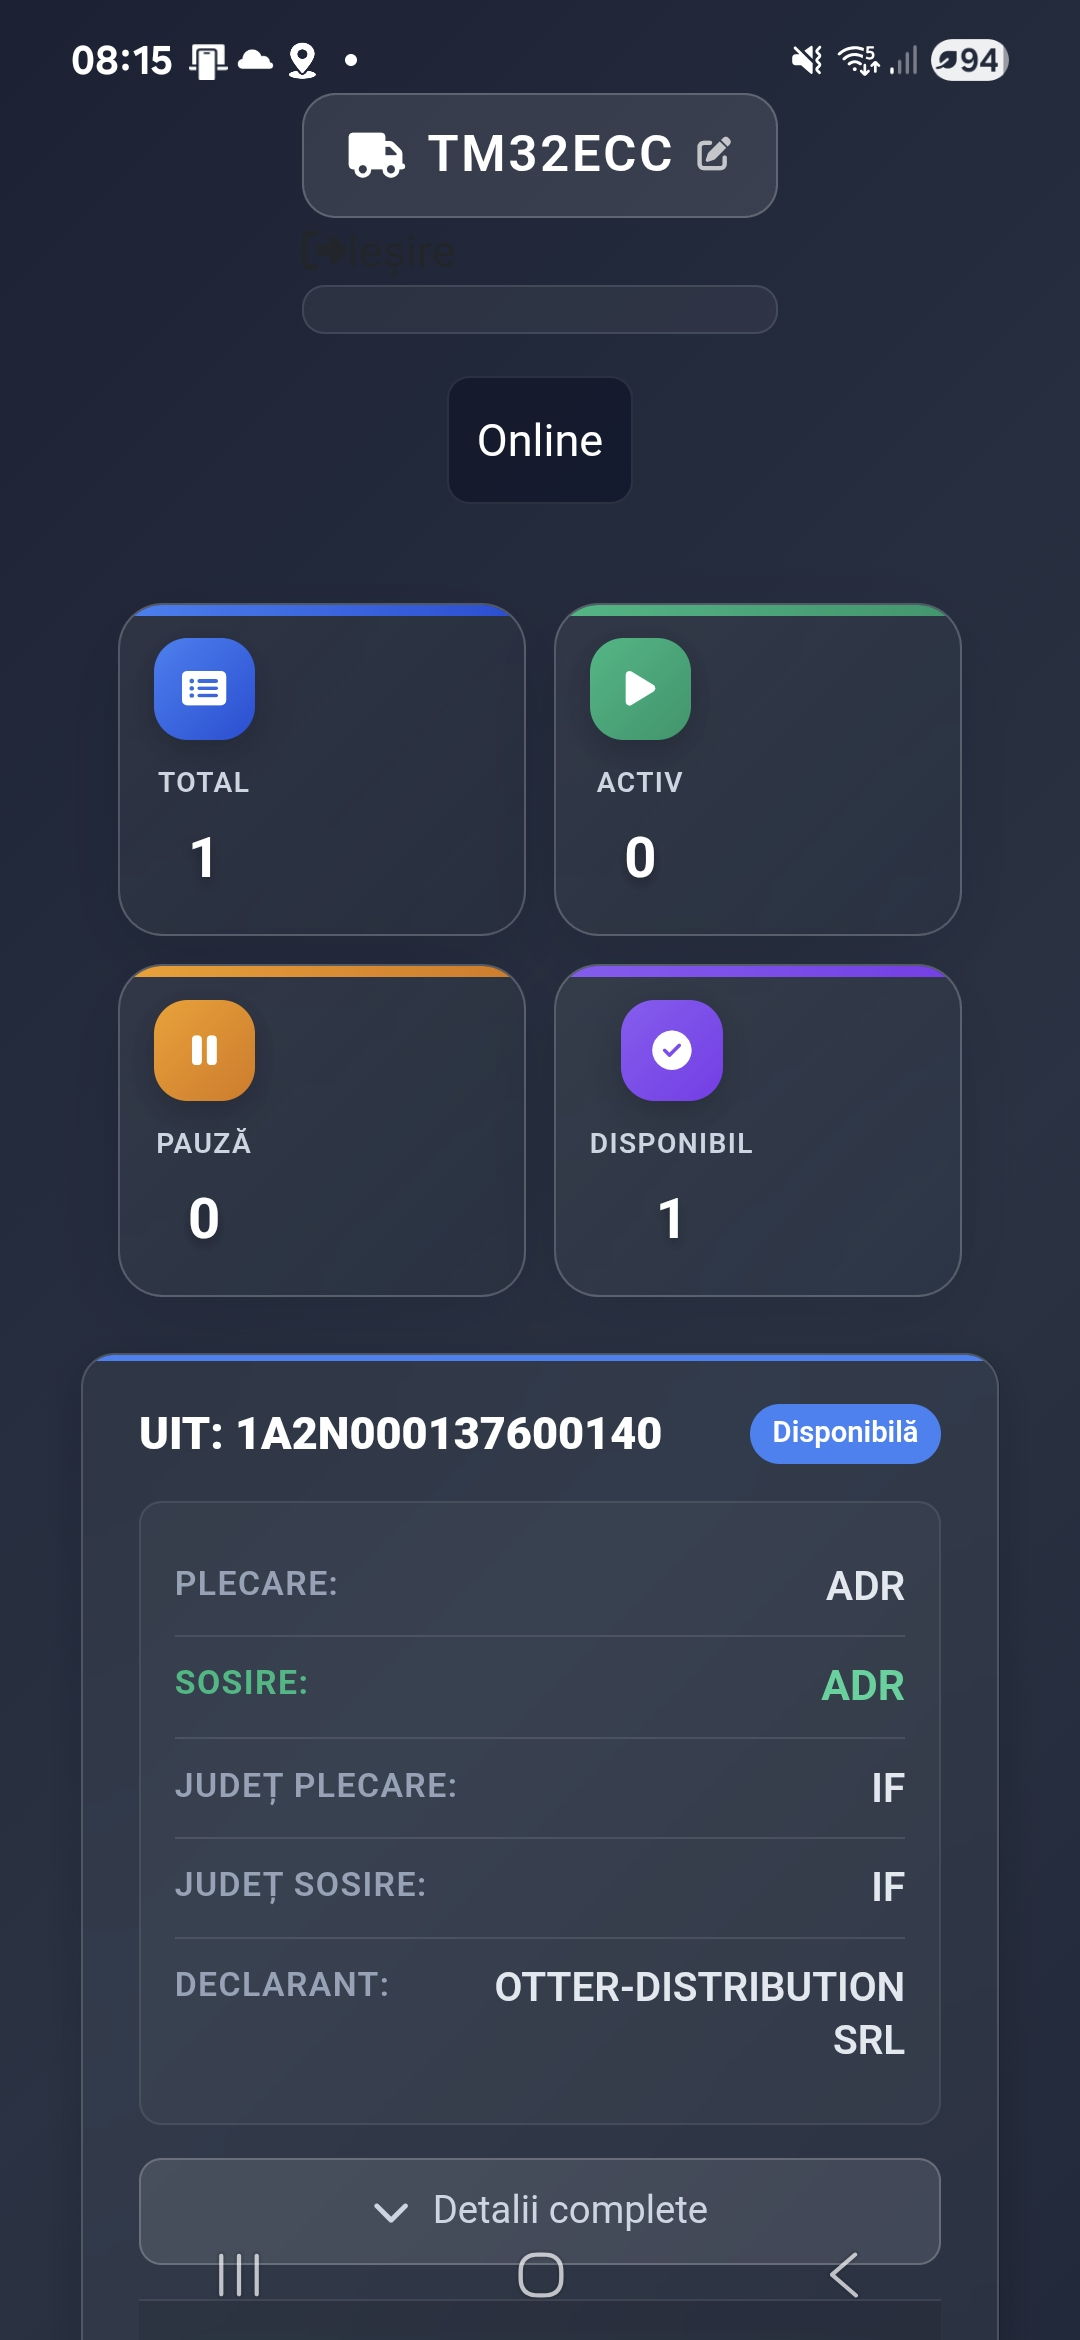 08:15
5
94
TM32ECC
Ieșire
Online
TOTAL
1
ACTIV
0
PAUZĂ
0
DISPONIBIL
1
UIT: 1A2N000137600140
Disponibilă
PLECARE:
ADR
SOSIRE:
ADR
JUDEȚ PLECARE:
IF
JUDEȚ SOSIRE:
IF
DECLARANT:
OTTER-DISTRIBUTION
SRL
Detalii complete